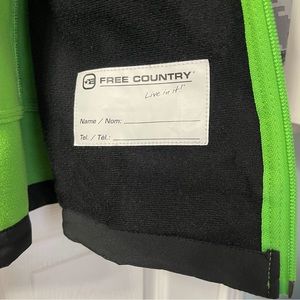 FREE COUNTRY®
Live in it!®
Name / Nom:
Tel. / Tél.: